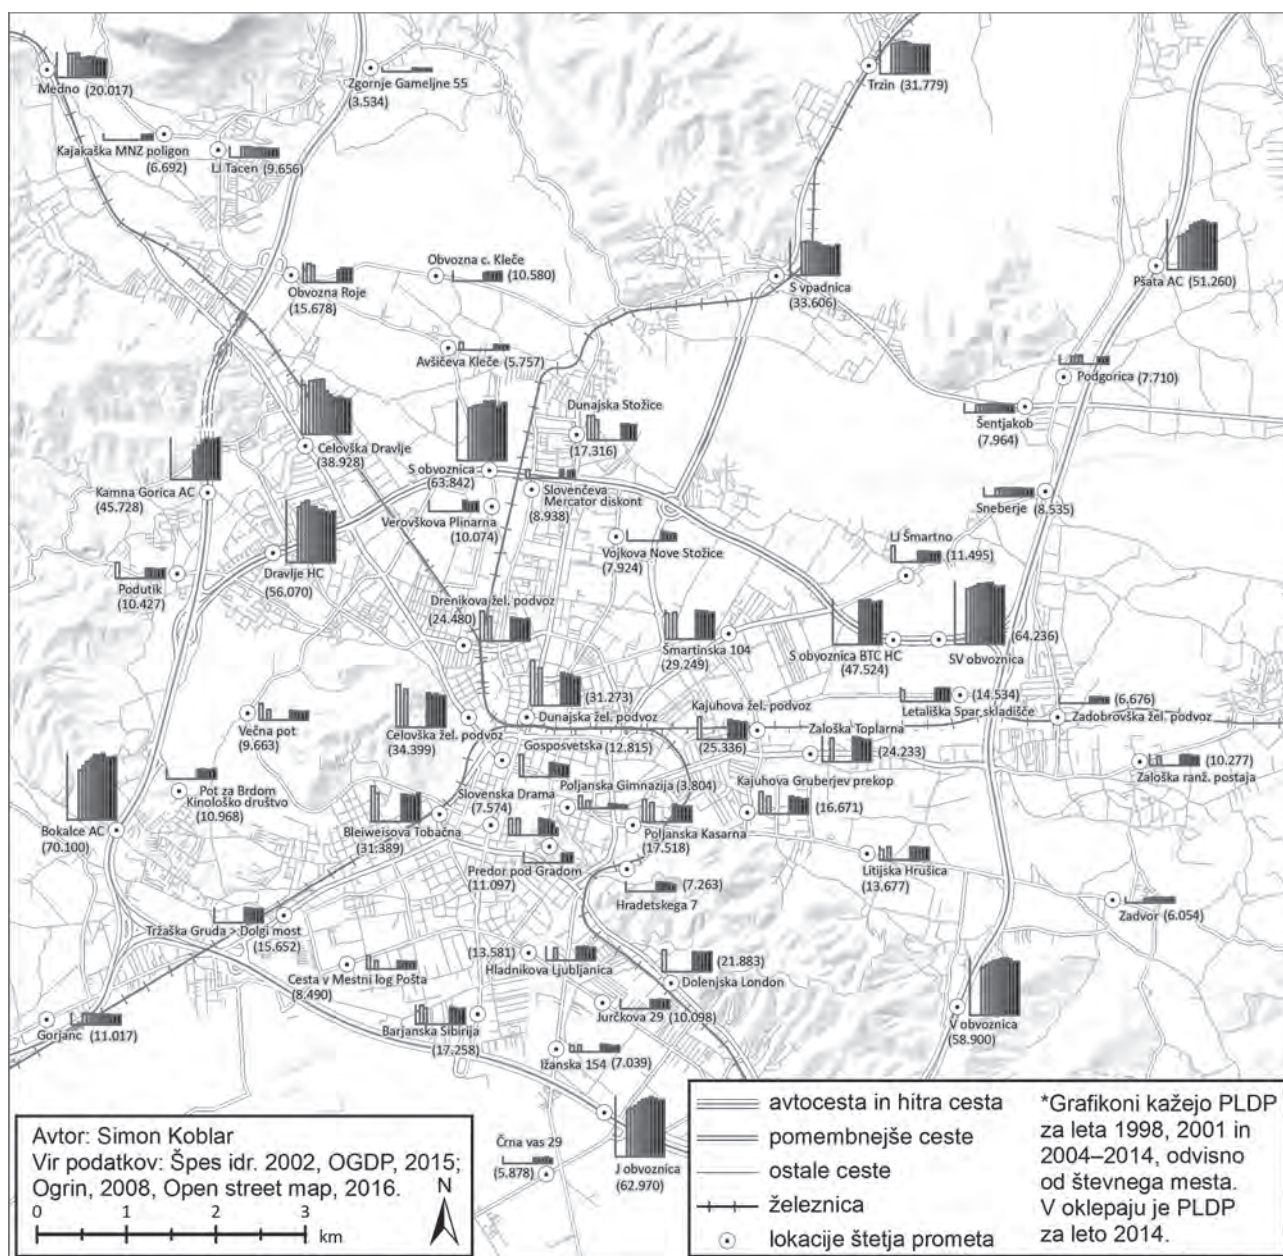 Medno (20.017)
Zgornje Gameljne 55
(3.534)
Trzin (31.779)
Kajakaška MNZ poligon
(6.692)
LJ Tacen (9.656)
Obvozna Roje
(15.678)
Obvozna c. Kleče
(10.580)
S vpadnica
(33.606)
Pšata AC (51.260)
Avšičeva Kleče (5.757)
Podgorica (7.710)
Dunajska Stožice
(17.316)
Šentjakob
(7.964)
Celovška Dravlje
(38.928)
S obvoznica
(63.842)
Kamna Gorica AC
(45.728)
Slovenčeva
Mercator diskont
(8.938)
Sneberje (8.535)
Verovškova Plinarna
(10.074)
Vojkova Nove Stožice
(7.924)
LJ Šmartno
(11.495)
Dravlje HC
(56.070)
Podutik
(10.427)
Drenikova žel. podvoz
(24.480)
Šmartinska 104
(29.249)
S obvoznica BTC HC
(47.524)
SV obvoznica
(64.236)
(31.273)
Dunajska žel. podvoz
Kajuhova žel. podvoz
(25.336)
(14.534)
Letališka Spar skladišče
(6.676)
Zadobrovška žel. podvoz
Večna pot
(9.663)
Celovška žel. podvoz
(34.399)
Gosposvetska (12.815)
Zaloška Toplarna
(24.233)
(10.277)
Zaloška ranž. postaja
Pot za Brdom
Kinološko društvo
(10.968)
Slovenska Drama
(7.574)
Poljanska Gimnazija (3.804)
Kajuhova Gruberjev prekop
(16.671)
Bokalce AC
(70.100)
Bleiweisova Tobačna
(31.389)
Poljanska Kasarna
(17.518)
Predor pod Gradom
(11.097)
Litijska Hrušica
(13.677)
(7.263)
Hradetskega 7
Zadvor (6.054)
Tržaška Gruda > Dolgi most
(15.652)
(13.581)
Hladnikova Ljubljanica
(21.883)
Dolenjska London
Cesta v Mestni log Pošta
(8.490)
Gorjanc (11.017)
Barjanska Sibirija
(17.258)
Jurčkova 29 (10.098)
V obvoznica
(58.900)
Ižanska 154 (7.039)
Črna vas 29
(5.878)
J obvoznica
(62.970)
Avtor: Simon Koblar
Vir podatkov: Špes idr. 2002, OGDP, 2015;
Ogrin, 2008, Open street map, 2016.
N
0 1 2 3
km
avtocesta in hitra cesta
pomembnejše ceste
ostale ceste
železnica
lokacije štetja prometa
*Grafikoni kažejo PLDP
za leta 1998, 2001 in
2004–2014, odvisno
od števnega mesta.
V oklepaju je PLDP
za leto 2014.